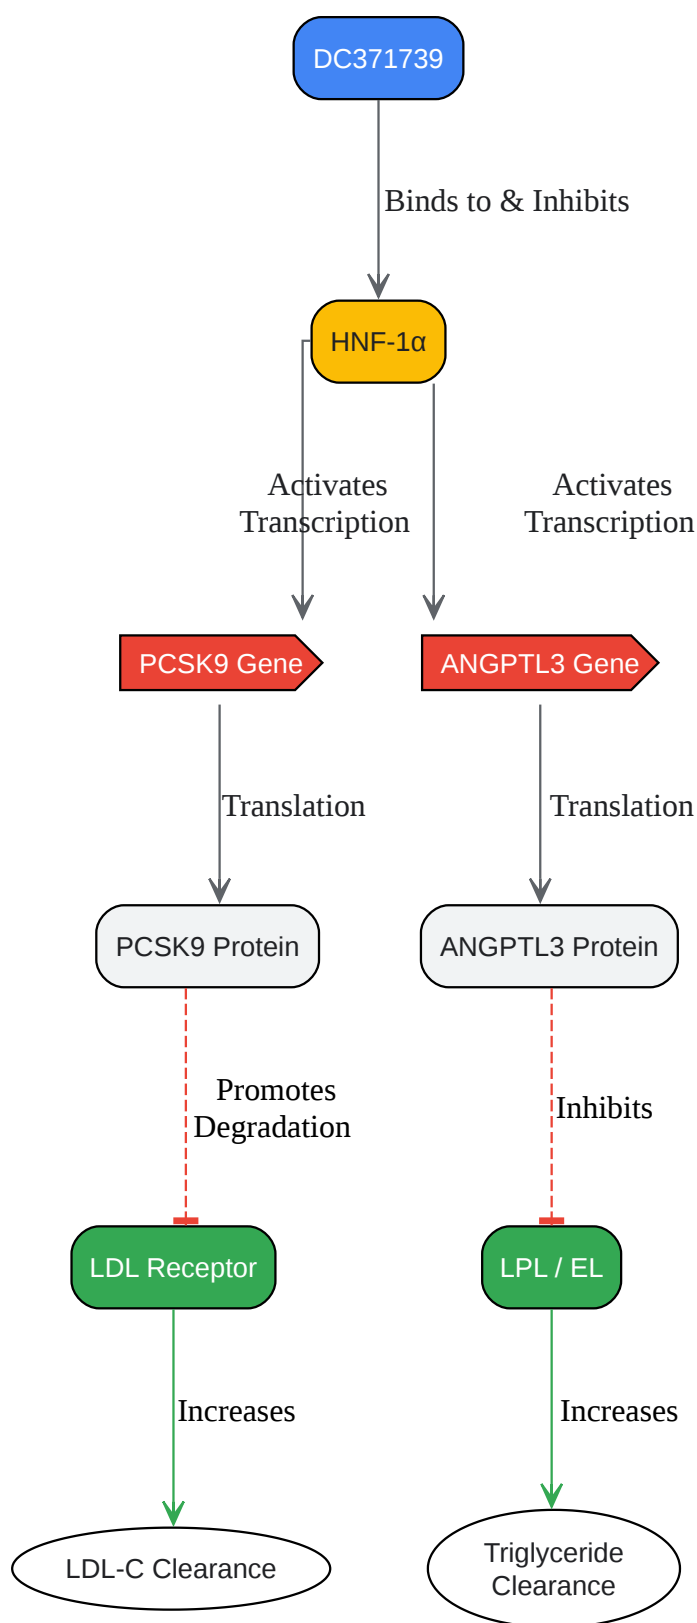 DC371739
Binds to & Inhibits
HNF-1α
Activates
Transcription
Activates
Transcription
PCSK9 Gene
ANGPTL3 Gene
Translation
Translation
PCSK9 Protein
ANGPTL3 Protein
Promotes
Degradation
Inhibits
LDL Receptor
LPL / EL
Increases
Increases
LDL-C Clearance
Triglyceride
Clearance